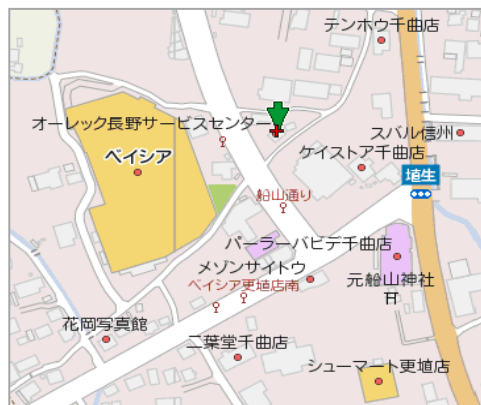 テンホウ千曲店
オーレック長野サービスセンター
スバル信州
ベイシア
ケイストア千曲店
埴生
船山通り
パーラーバビデ千曲店
メゾンサイトウ
元船山神社
ベイシア更埴店南
花岡写真館
二葉堂千曲店
シューマート更埴店